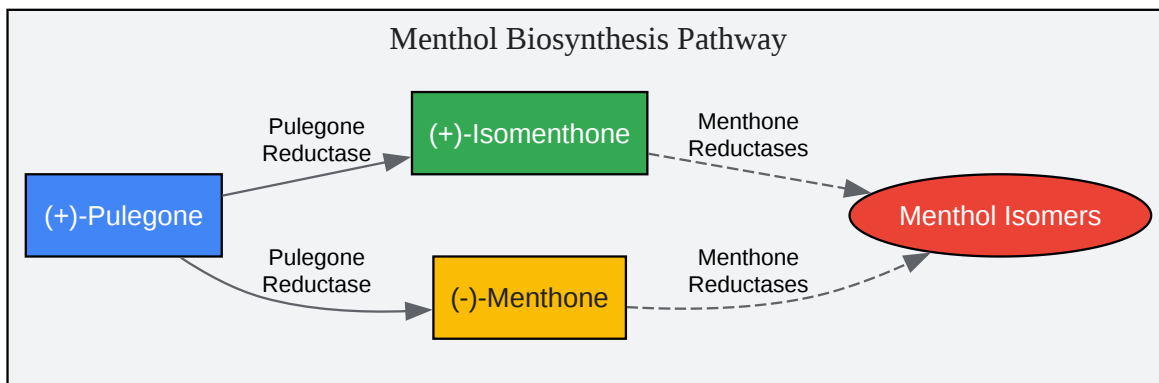 Menthol Biosynthesis Pathway
Pulegone
Reductase
(+)-Isomenthone
Menthone
Reductases
(+)-Pulegone
Menthol Isomers
Pulegone
Reductase
(-)-Menthone
Menthone
Reductases